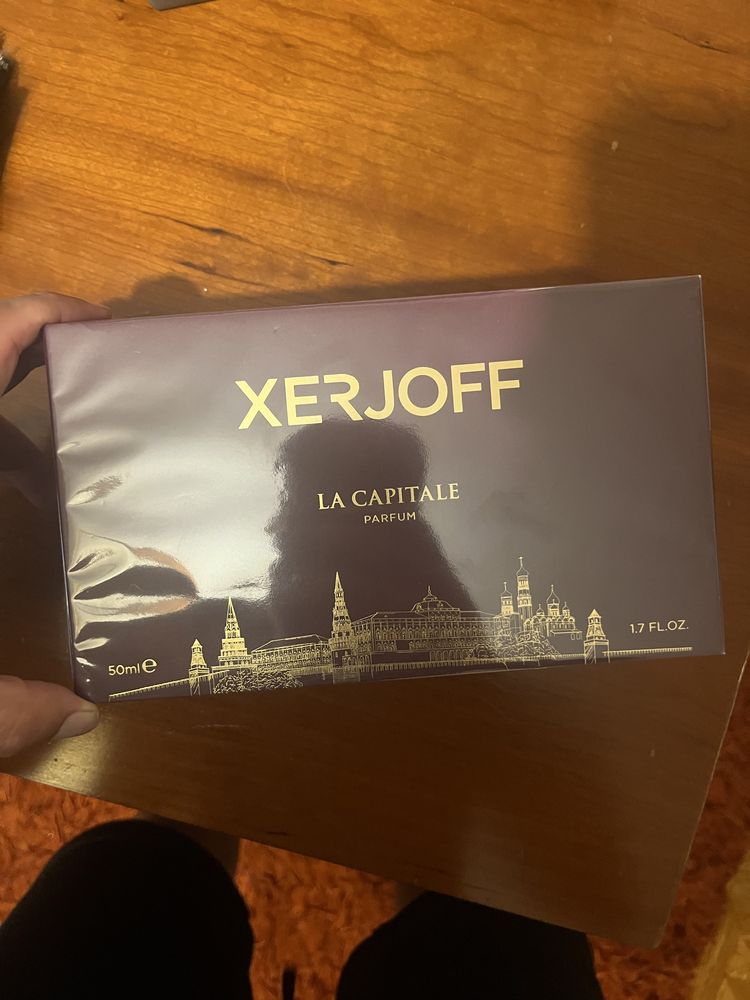 XERJOFF
LA CAPITALE
PARFUM
50ml ℮
1.7 FL.OZ.